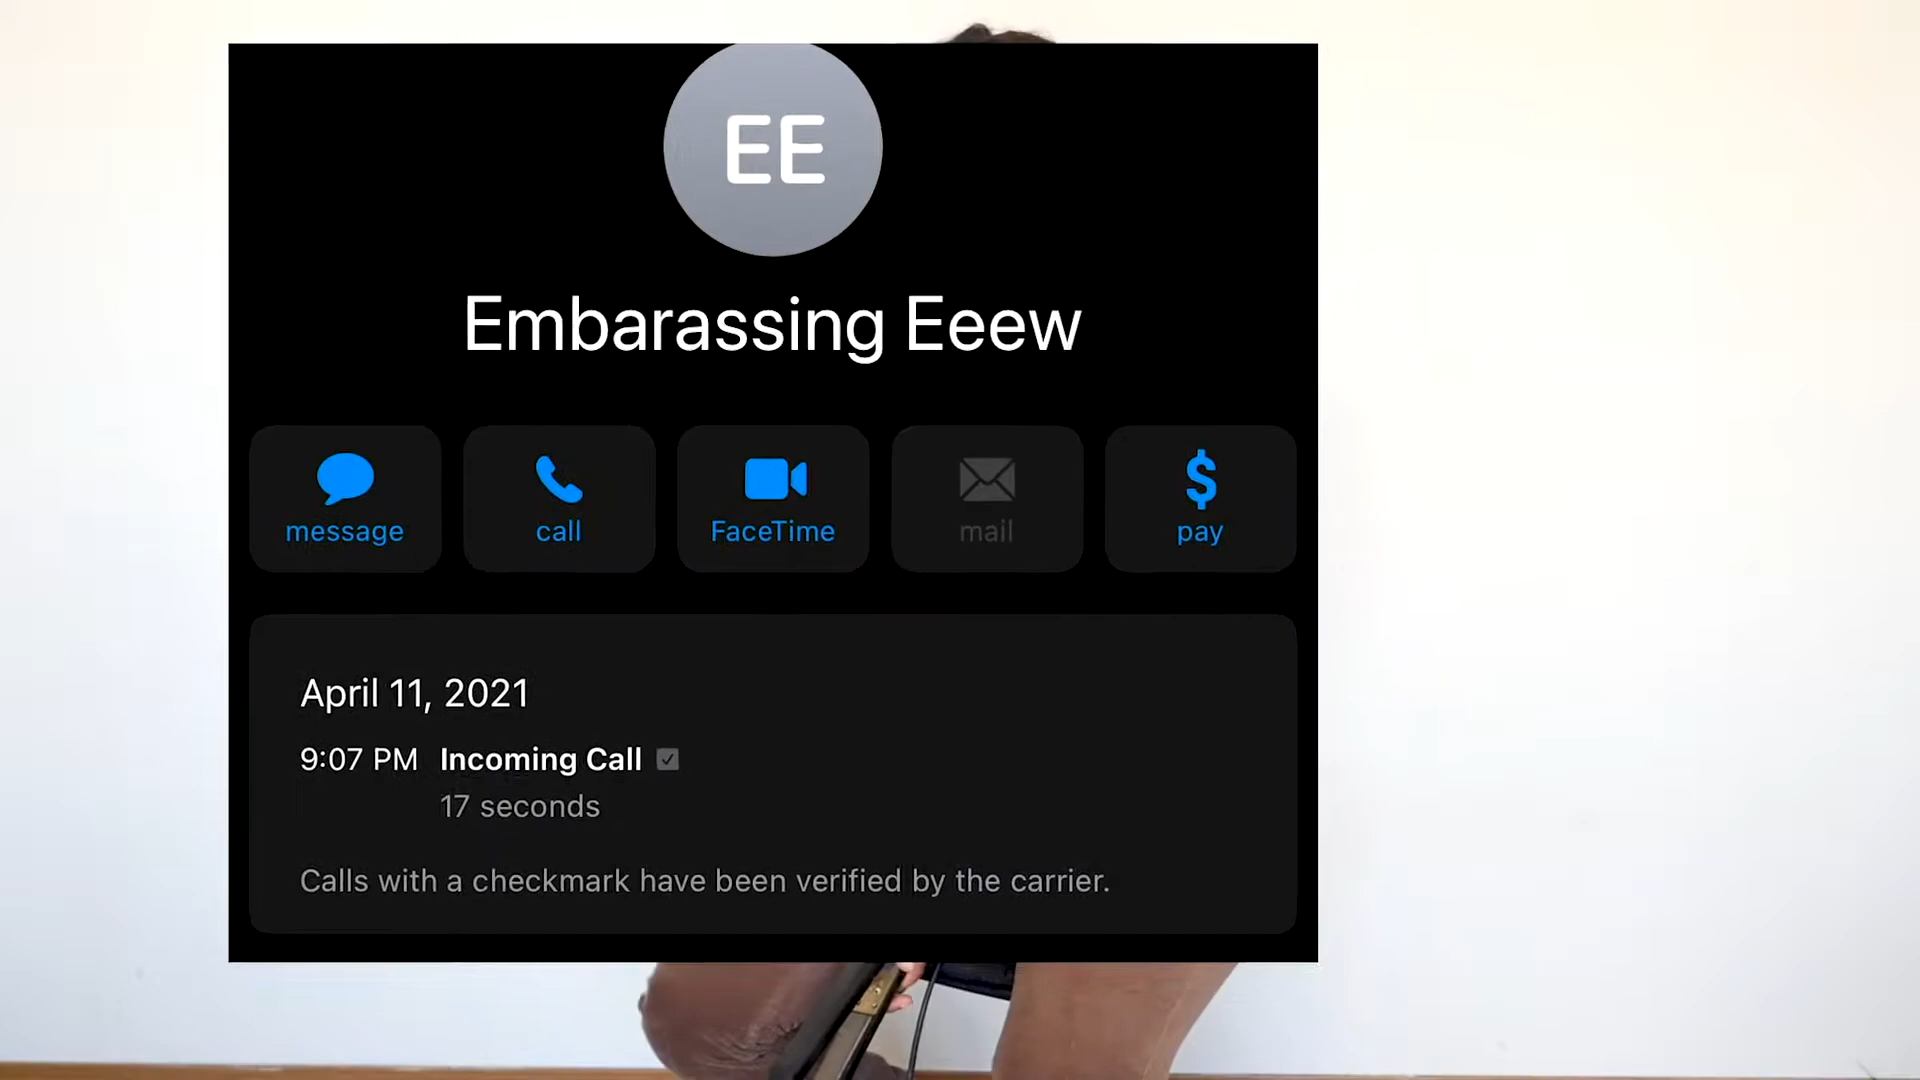 EE
Embarassing Eeew
message call FaceTime mail pay
April 11, 2021
9:07 PM Incoming Call
17 seconds
Calls with a checkmark have been verified by the carrier.